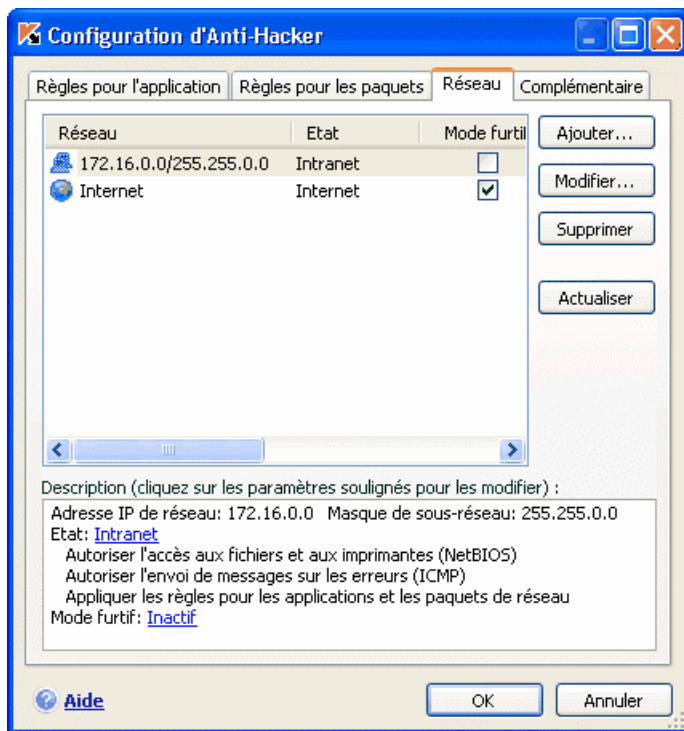 Configuration d'Anti-Hacker
Règles pour l'application Règles pour les paquets Réseau Complémentaire
Réseau Etat Mode furtil
172.16.0.0/255.255.0.0 Intranet
Internet Internet
Ajouter...
Modifier...
Supprimer
Actualiser
Description (cliquez sur les paramètres soulignés pour les modifier) :
Adresse IP de réseau: 172.16.0.0 Masque de sous-réseau: 255.255.0.0
Etat: Intranet
Autoriser l'accès aux fichiers et aux imprimantes (NetBIOS)
Autoriser l'envoi de messages sur les erreurs (ICMP)
Appliquer les règles pour les applications et les paquets de réseau
Mode furtif: Inactif
Aide OK Annuler